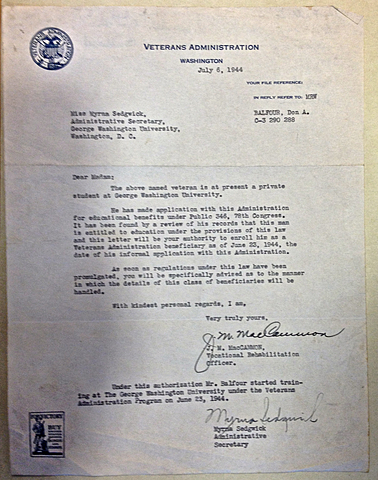 VETERANS ADMINISTRATION
WASHINGTON
July 6, 1944
YOUR FILE REFERENCE:
IN REPLY REFER TO:
BALFOUR, Don A.
C-3 290 288
Miss Myrna Sedgwick,
Administrative Secretary,
George Washington University,
Washington, D. C.
Dear Madam:
The above named veteran is at present a private
student at George Washington University.
He has made application with this Administration
for educational benefits under Public 346, 78th Congress.
It has been found by a review of his records that this man
is entitled to education under the provisions of this law
and this letter will be your authority to enroll him as a
Veterans Administration beneficiary as of June 23, 1944, the
date of his informal application with this Administration.
As soon as regulations under this law have been
promulgated, you will be specifically advised as to the manner
in which the details of this class of beneficiaries will be
handled.
With kindest personal regards, I am,
Very truly yours,
J. M. MacCammon
J. M. MacCAMMON,
Vocational Rehabilitation
Officer.
Under this authorization Mr. Balfour started train-
ing at The George Washington University under the Veterans
Administration Program on June 23, 1944.
Myrna Sedgwick
Myrna Sedgwick
Administrative
Secretary
FOR VICTORY
BUY